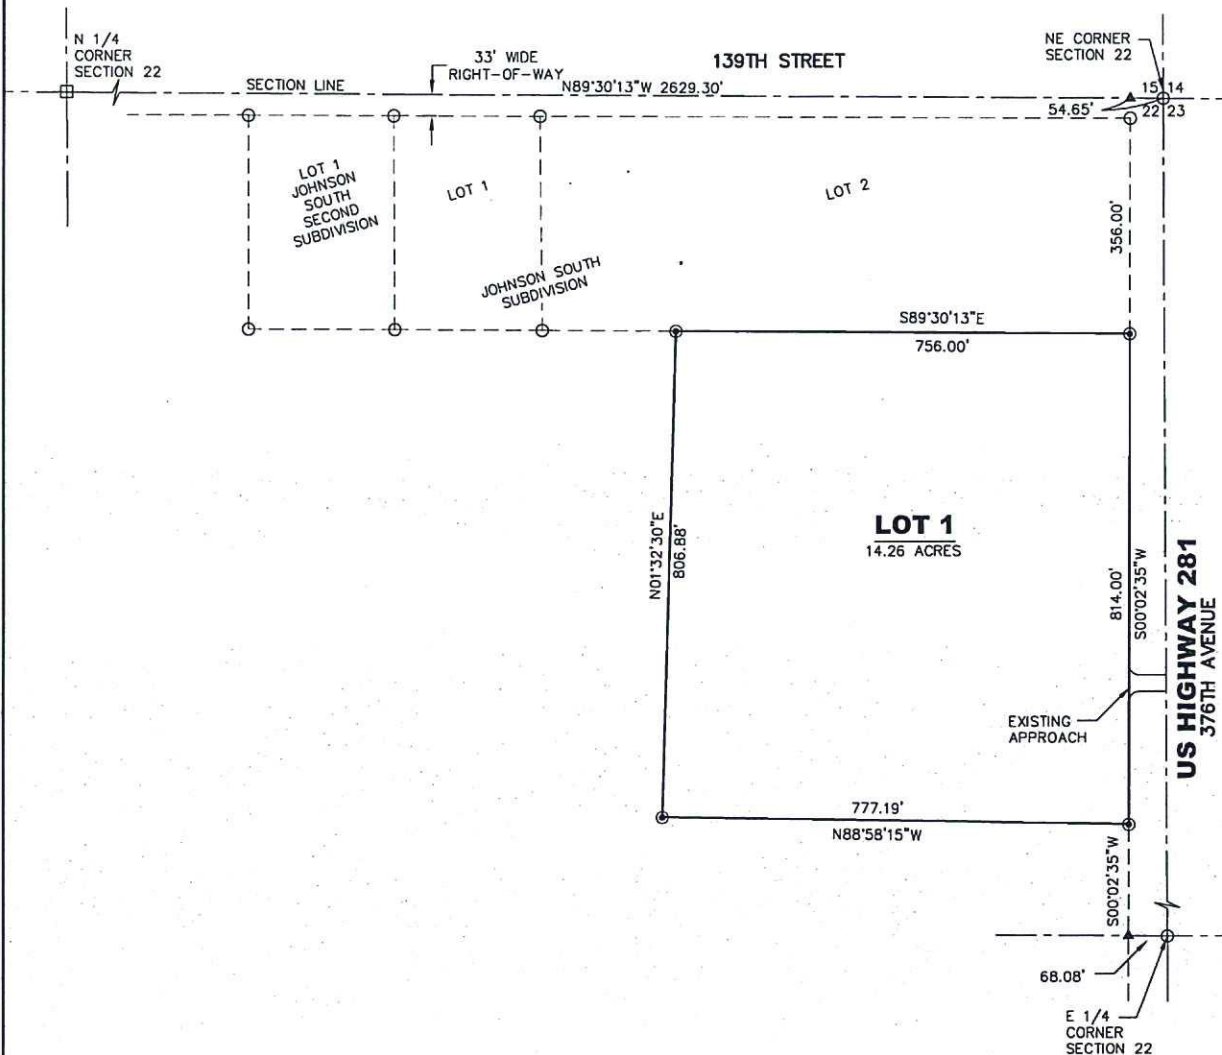 N 1/4
CORNER
SECTION 22
SECTION LINE
33' WIDE
RIGHT-OF-WAY
139TH STREET
N89°30'13"W 2629.30'
NE CORNER
SECTION 22
15 14
22 23
54.65'
LOT 1
JOHNSON
SOUTH
SECOND
SUBDIVISION
LOT 1
LOT 2
JOHNSON SOUTH
SUBDIVISION
356.00'
S89°30'13"E
756.00'
N01°32'30"E
806.88'
LOT 1
14.26 ACRES
814.00'
S00°02'35"W
US HIGHWAY 281
376TH AVENUE
EXISTING
APPROACH
777.19'
N88°58'15"W
S00°02'35"W
68.08'
E 1/4
CORNER
SECTION 22